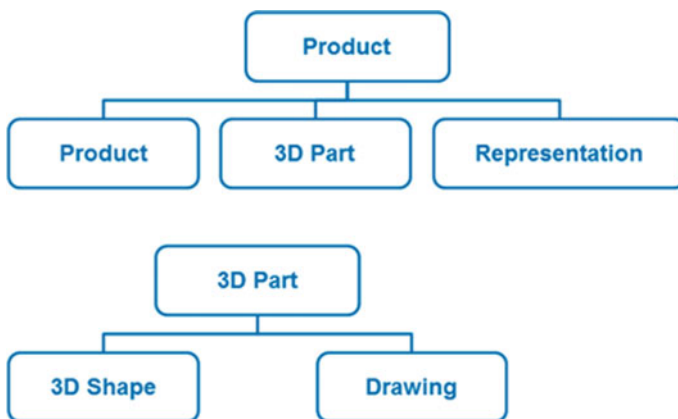 Product
Product
3D Part
Representation
3D Part
3D Shape
Drawing